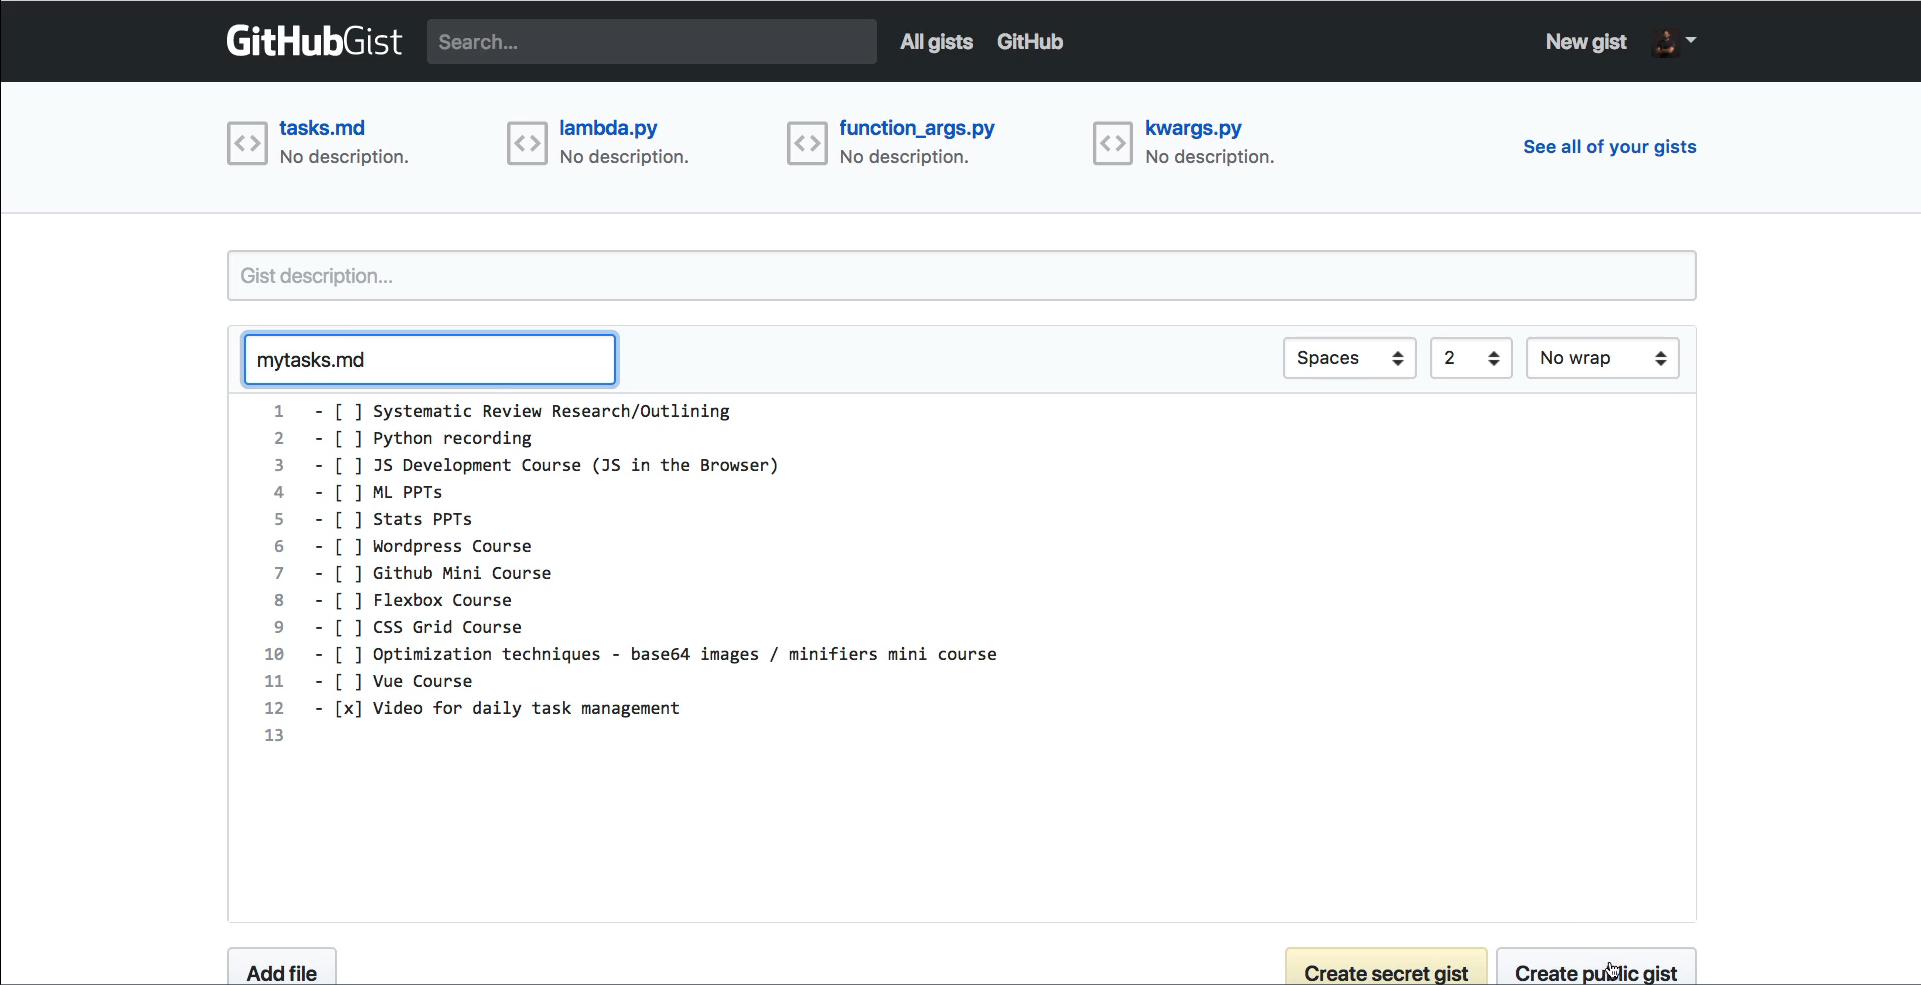 GitHubGist Search... All gists GitHub New gist
tasks.md lambda.py function_args.py kwargs.py
No description. No description. No description. No description.
See all of your gists
Gist description...
mytasks.md Spaces 2 No wrap
1 - [ ] Systematic Review Research/Outlining
2 - [ ] Python recording
3 - [ ] JS Development Course (JS in the Browser)
4 - [ ] ML PPTs
5 - [ ] Stats PPTs
6 - [ ] Wordpress Course
7 - [ ] Github Mini Course
8 - [ ] Flexbox Course
9 - [ ] CSS Grid Course
10 - [ ] Optimization techniques - base64 images / minifiers mini course
11 - [ ] Vue Course
12 - [x] Video for daily task management
13
Add file Create secret gist Create public gist